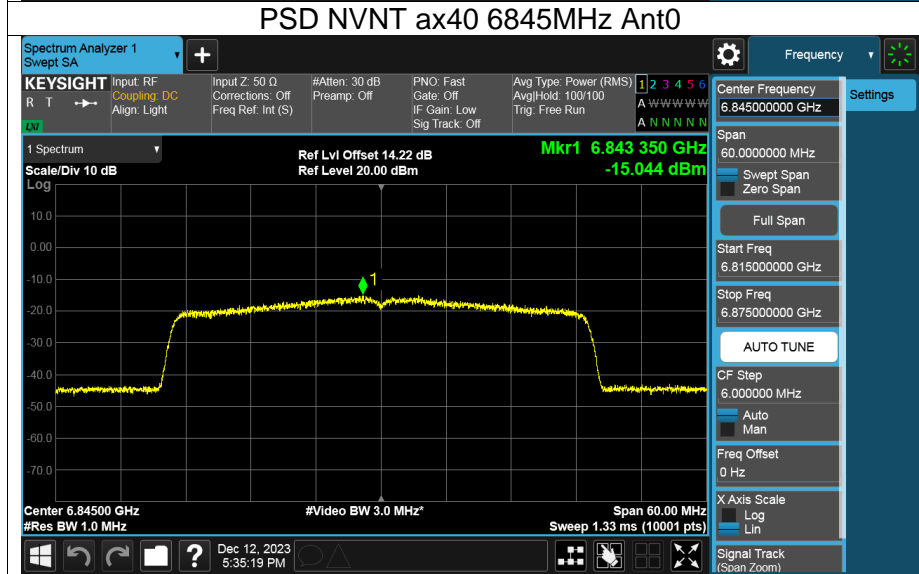 PSD NVNT ax40 6845MHz Ant0
Spectrum Analyzer 1
Swept SA
+
Frequency
KEYSIGHT
R T
LXI
Input: RF
Coupling: DC
Align: Light
Input Z: 50 Ω
Corrections: Off
Freq Ref: Int (S)
#Atten: 30 dB
Preamp: Off
PNO: Fast
Gate: Off
IF Gain: Low
Sig Track: Off
Avg Type: Power (RMS)
Avg|Hold: 100/100
Trig: Free Run
1 2 3 4 5 6
A W W W W W
A N N N N N
1 Spectrum
Scale/Div 10 dB
Log
Ref Lvl Offset 14.22 dB
Ref Level 20.00 dBm
Mkr1 6.843 350 GHz
-15.044 dBm
10.0
0.00
-10.0
-20.0
-30.0
-40.0
-50.0
-60.0
-70.0
1
Center 6.84500 GHz
#Res BW 1.0 MHz
#Video BW 3.0 MHz*
Span 60.00 MHz
Sweep 1.33 ms (10001 pts)
?
Dec 12, 2023
5:35:19 PM
Center Frequency
6.845000000 GHz
Span
60.0000000 MHz
Swept Span
Zero Span
Full Span
Start Freq
6.815000000 GHz
Stop Freq
6.875000000 GHz
AUTO TUNE
CF Step
6.000000 MHz
Auto
Man
Freq Offset
0 Hz
X Axis Scale
Log
Lin
Signal Track
(Span Zoom)
Settings